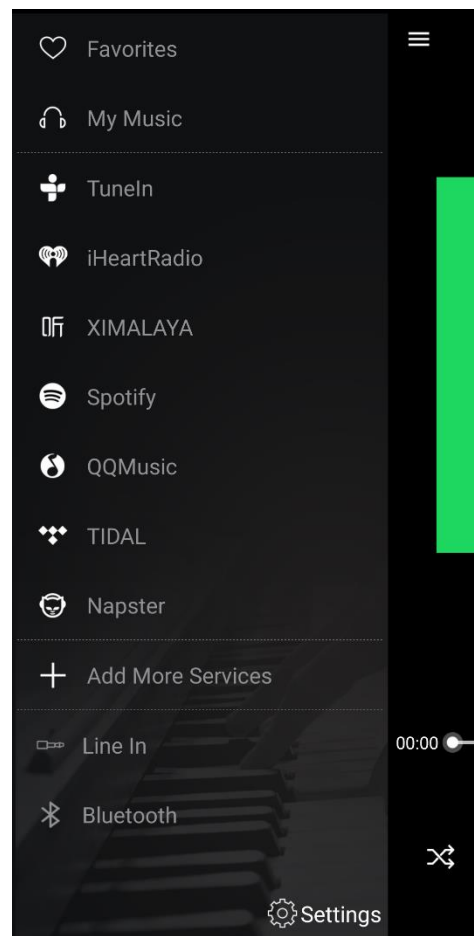 Favorites
My Music
TuneIn
iHeartRadio
听 XIMALAYA
Spotify
QQMusic
TIDAL
Napster
Add More Services
Line In
Bluetooth
00:00
Settings